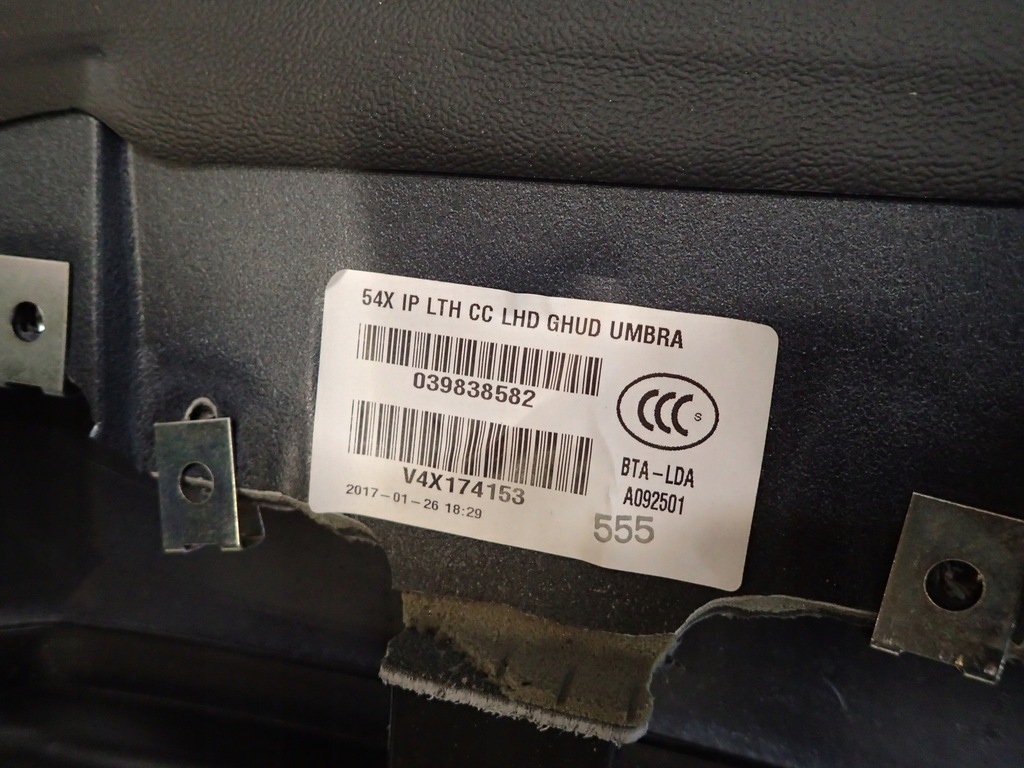 54X IP LTH CC LHD GHUD UMBRA
039838582
CCC S
V4X174153
BTA-LDA
A092501
2017-01-26 18:29
555